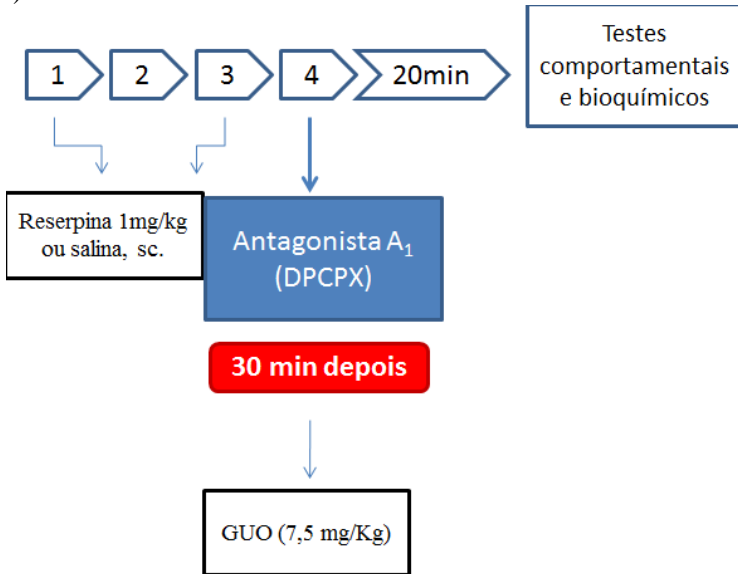 )
1
2
3
4
20min
Testes
comportamentais
e bioquímicos
Reserpina 1mg/kg
ou salina, sc.
Antagonista A₁
(DPCPX)
30 min depois
GUO (7,5 mg/Kg)